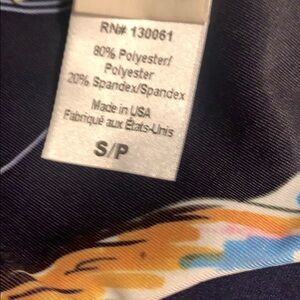 RN# 130061
80% Polyester/
Polyester
20% Spandex/Spandex
Made in USA
Fabriqué aux États-Unis
S/P